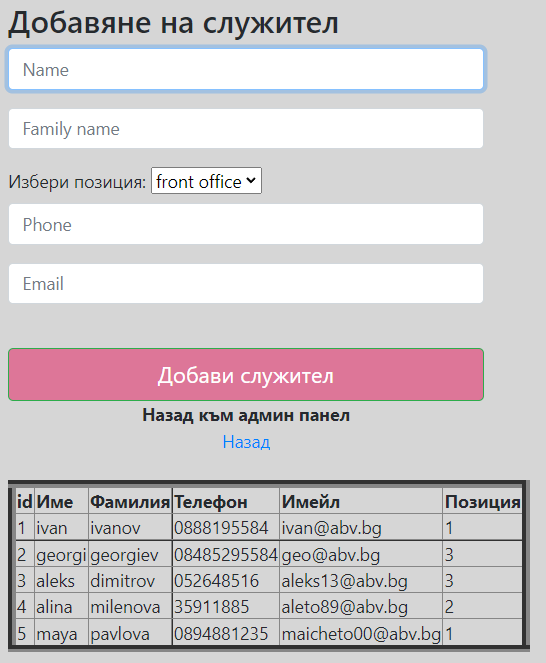 Добавяне на служител
Name
Family name
Избери позиция: front office
Phone
Email
Добави служител
Назад към админ панел
Назад
id Име Фамилия Телефон Имейл Позиция
1 ivan ivanov 0888195584 ivan@abv.bg 1
2 georgi georgiev 08485295584 geo@abv.bg 3
3 aleks dimitrov 052648516 aleks13@abv.bg 3
4 alina milenova 35911885 aleto89@abv.bg 2
5 maya pavlova 0894881235 maicheto00@abv.bg 1